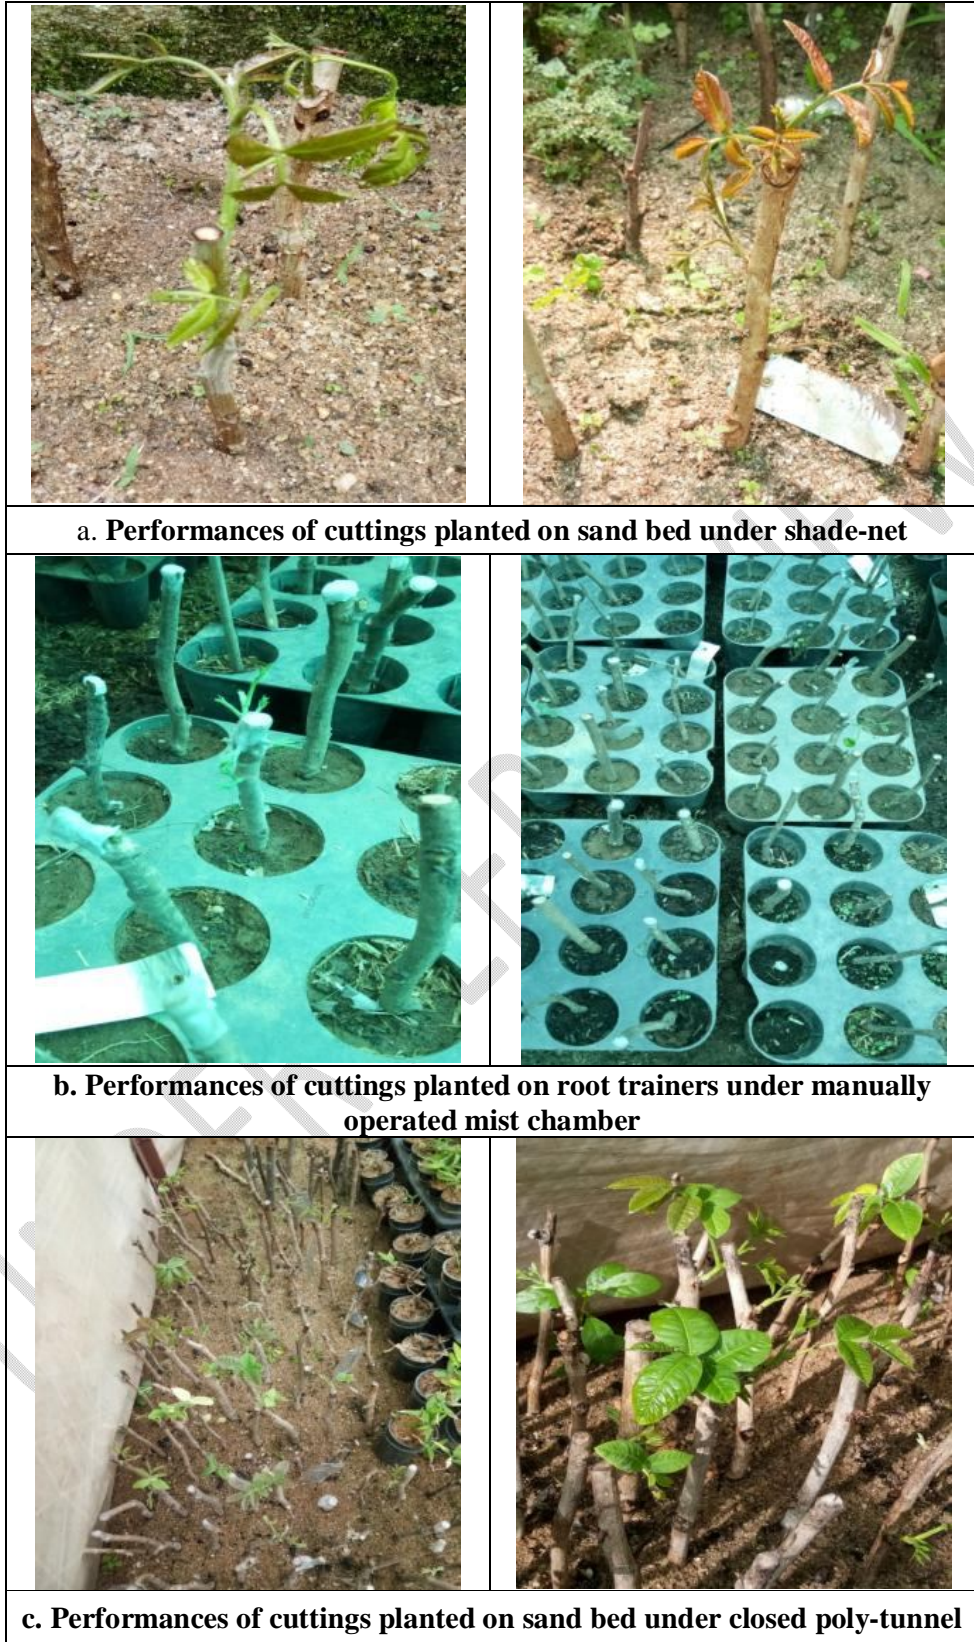 a. Performances of cuttings planted on sand bed under shade-net
b. Performances of cuttings planted on root trainers under manually
operated mist chamber
c. Performances of cuttings planted on sand bed under closed poly-tunnel